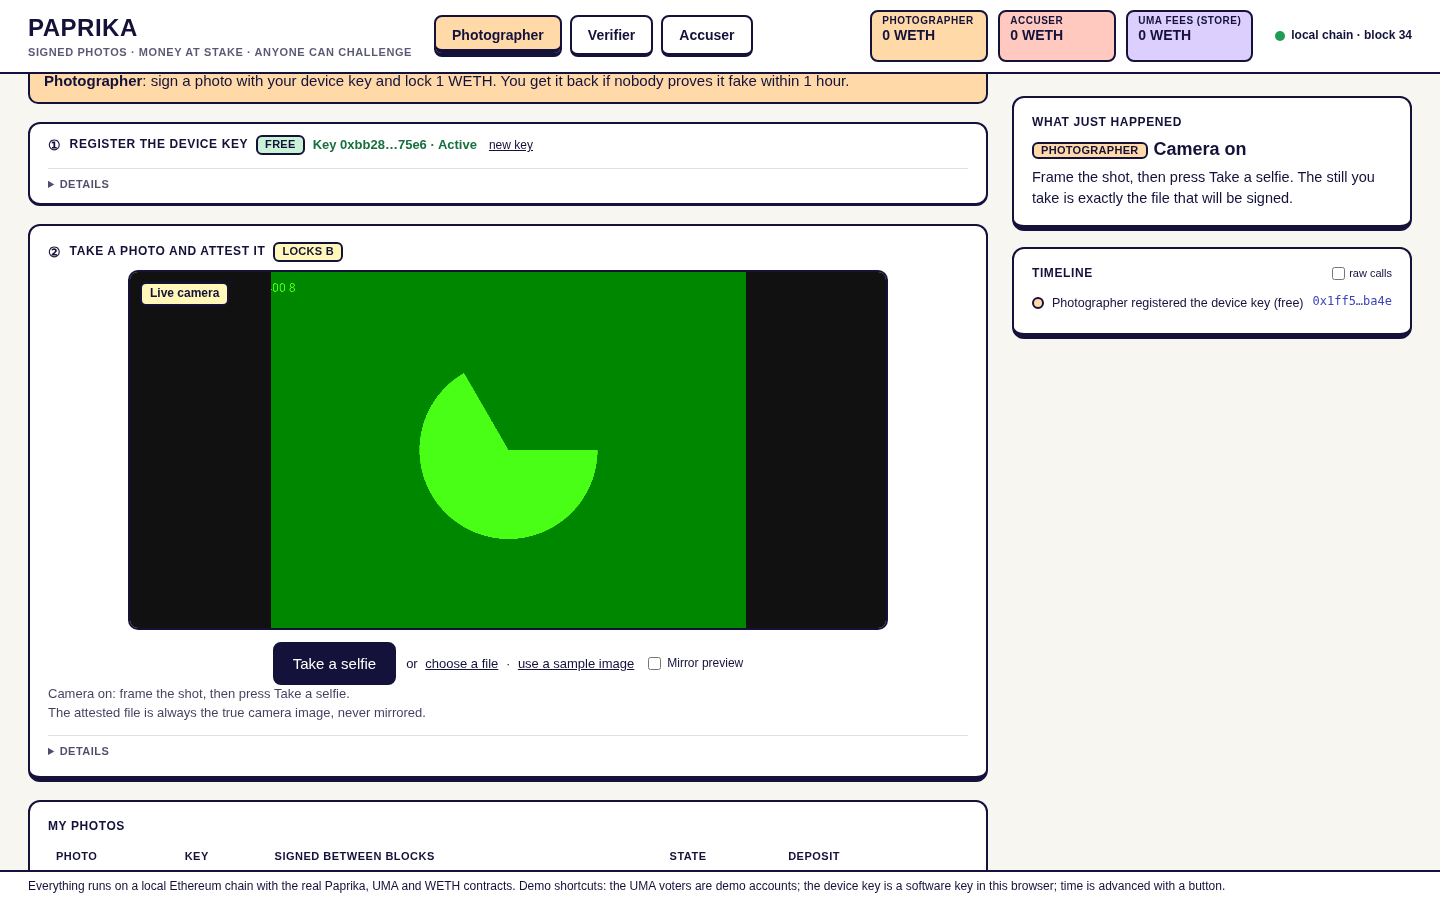 PAPRIKA
SIGNED PHOTOS · MONEY AT STAKE · ANYONE CAN CHALLENGE
Photographer
Verifier
Accuser
PHOTOGRAPHER
0 WETH
ACCUSER
0 WETH
UMA FEES (STORE)
0 WETH
local chain · block 34
Photographer: sign a photo with your device key and lock 1 WETH. You get it back if nobody proves it fake within 1 hour.
① REGISTER THE DEVICE KEY FREE Key 0xbb28…75e6 · Active new key
▸ DETAILS
② TAKE A PHOTO AND ATTEST IT LOCKS B
Live camera
00 8
Take a selfie or choose a file · use a sample image Mirror preview
Camera on: frame the shot, then press Take a selfie.
The attested file is always the true camera image, never mirrored.
▸ DETAILS
MY PHOTOS
PHOTO KEY SIGNED BETWEEN BLOCKS STATE DEPOSIT
WHAT JUST HAPPENED
PHOTOGRAPHER Camera on
Frame the shot, then press Take a selfie. The still you
take is exactly the file that will be signed.
TIMELINE raw calls
Photographer registered the device key (free) 0x1ff5…ba4e
Everything runs on a local Ethereum chain with the real Paprika, UMA and WETH contracts. Demo shortcuts: the UMA voters are demo accounts; the device key is a software key in this browser; time is advanced with a button.